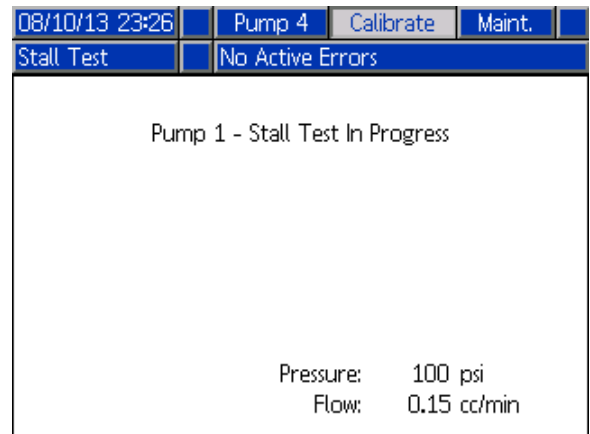 08/10/13 23:26 Pump 4 Calibrate Maint.
Stall Test No Active Errors
Pump 1 - Stall Test In Progress
Pressure: 100 psi
Flow: 0.15 cc/min